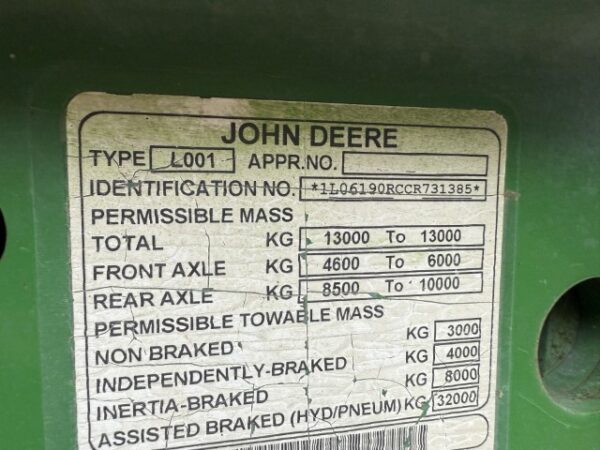 JOHN DEERE
TYPE L001 APPR.NO.
IDENTIFICATION NO. *1L06190RCCR731385*
PERMISSIBLE MASS
TOTAL KG 13000 To 13000
FRONT AXLE KG 4600 To 6000
REAR AXLE KG 8500 To 10000
PERMISSIBLE TOWABLE MASS
NON BRAKED KG 3000
INDEPENDENTLY-BRAKED KG 4000
INERTIA-BRAKED KG 8000
ASSISTED BRAKED (HYD/PNEUM) KG 32000